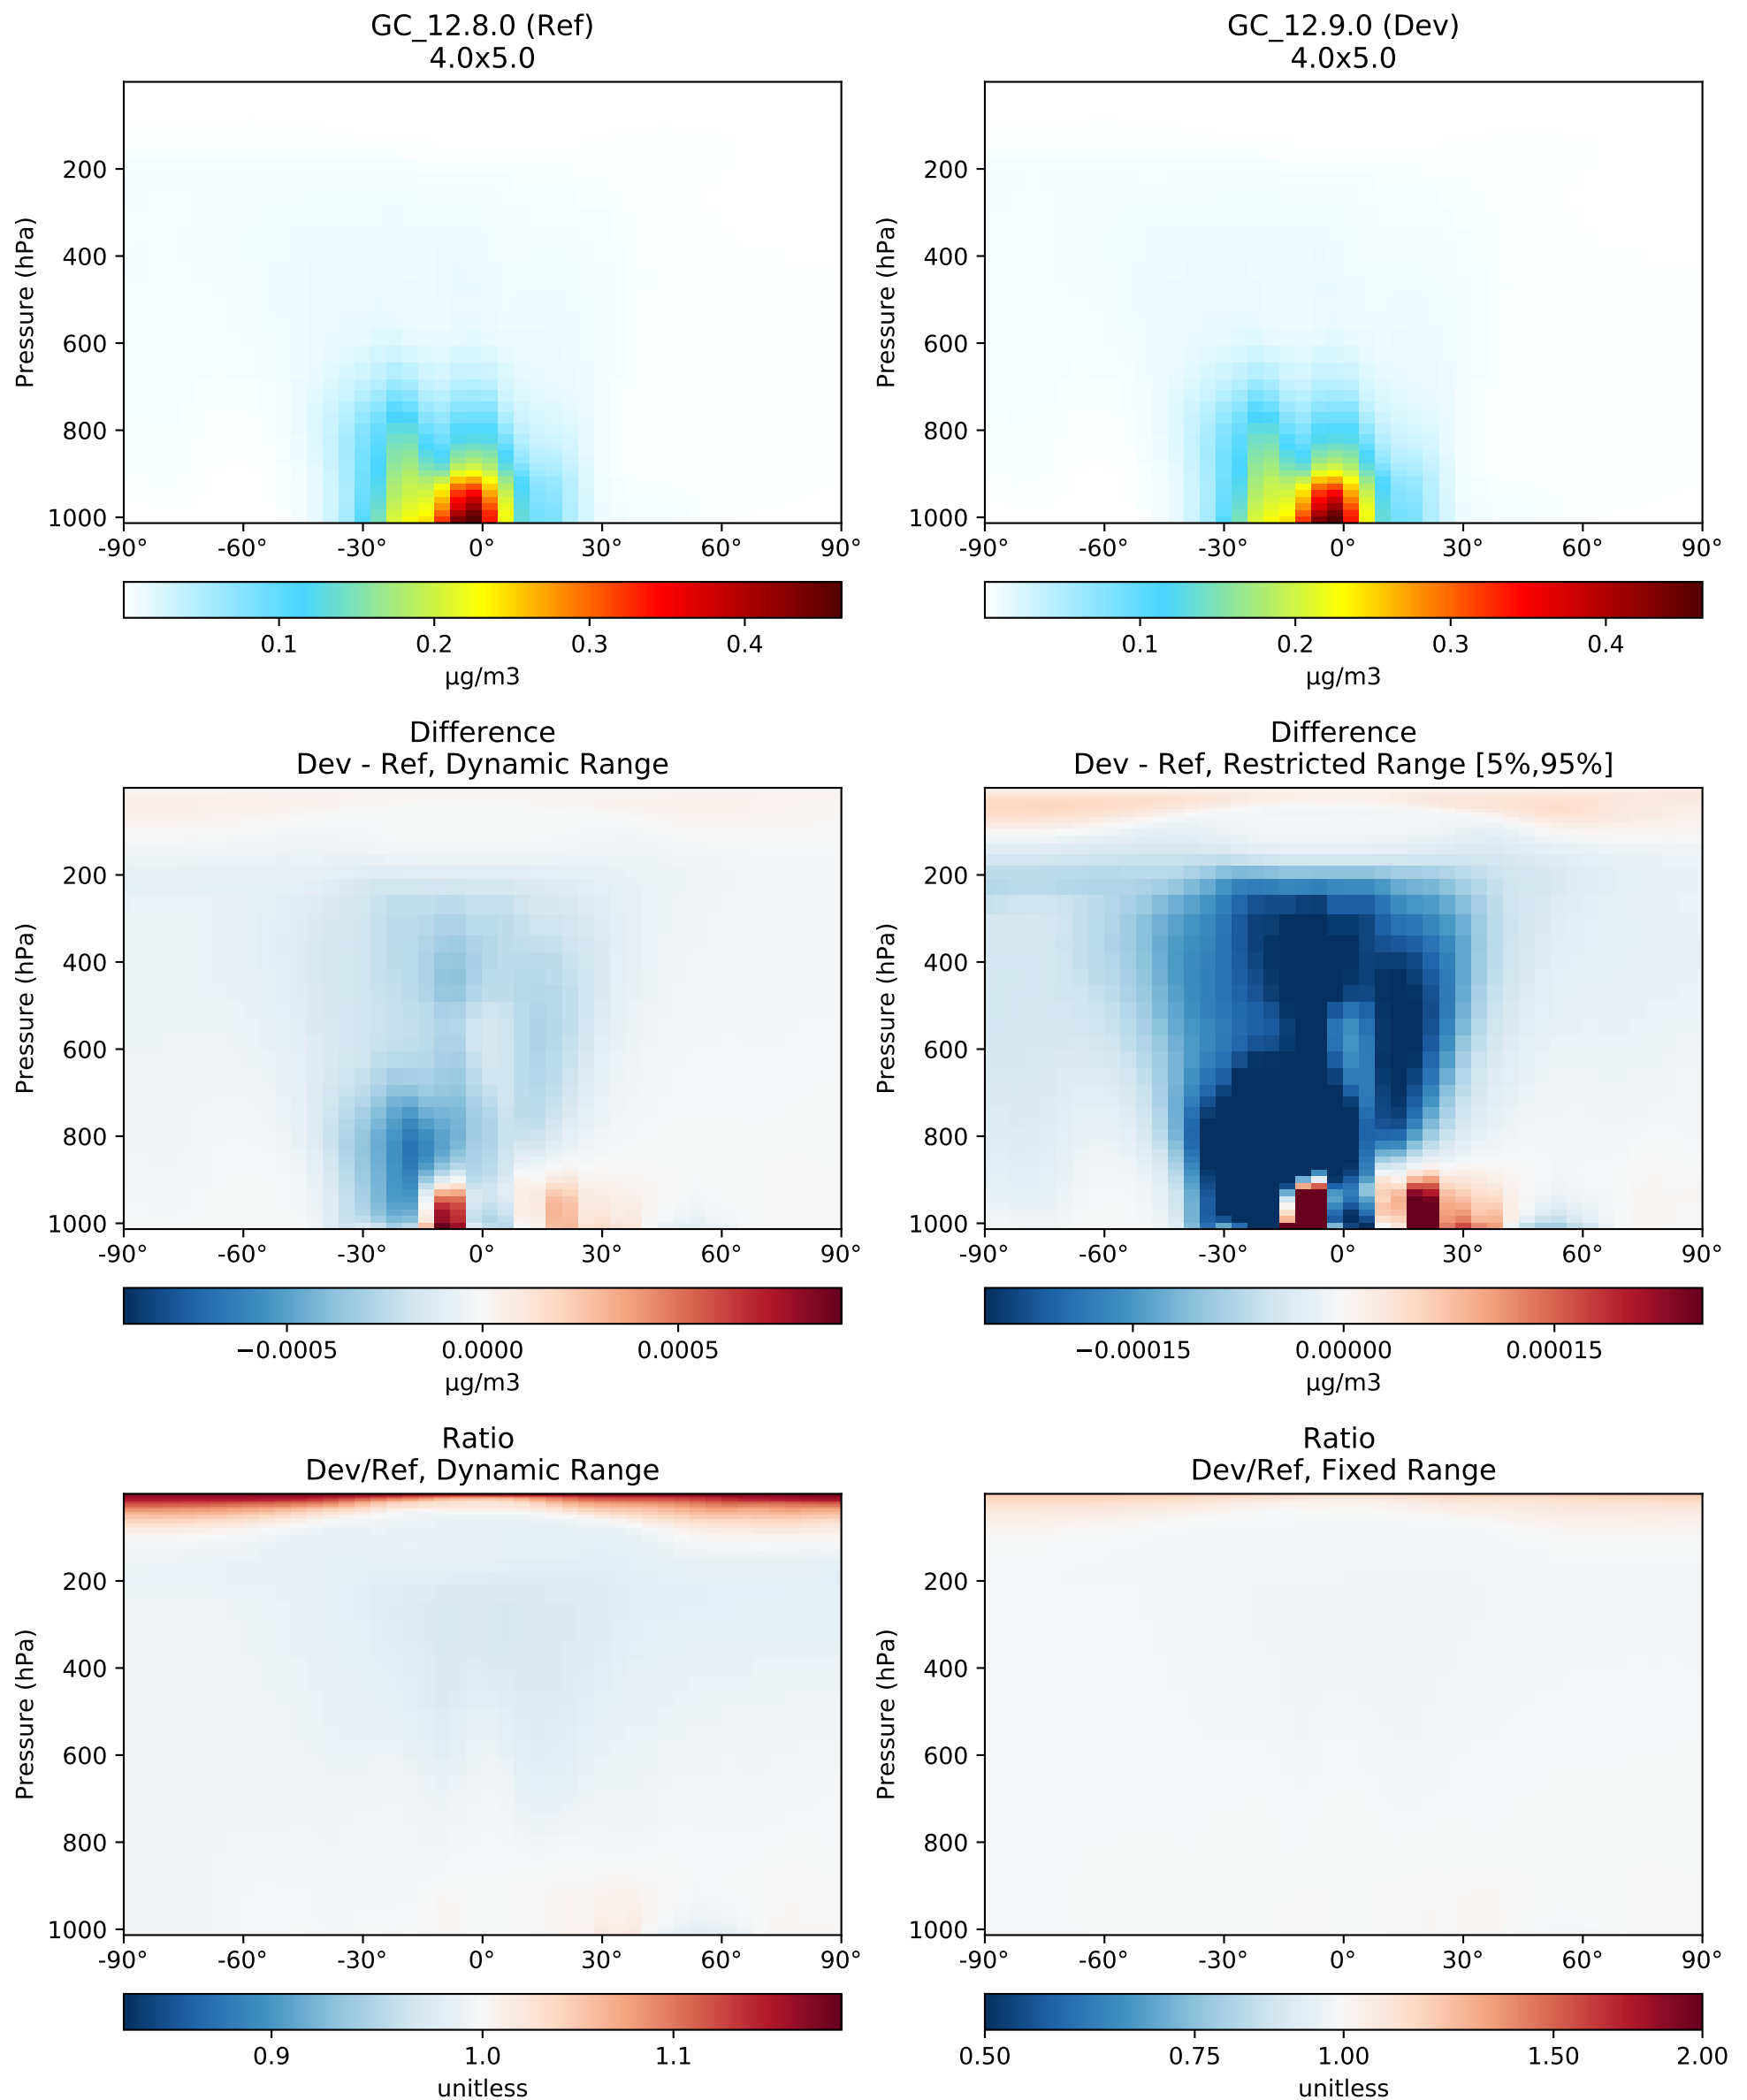 GC_12.8.0 (Ref)
4.0x5.0
Pressure (hPa)
200
400
600
800
1000
-90° -60° -30° 0° 30° 60° 90°
0.1 0.2 0.3 0.4
µg/m3
GC_12.9.0 (Dev)
4.0x5.0
Pressure (hPa)
200
400
600
800
1000
-90° -60° -30° 0° 30° 60° 90°
0.1 0.2 0.3 0.4
µg/m3
Difference
Dev - Ref, Dynamic Range
Pressure (hPa)
200
400
600
800
1000
-90° -60° -30° 0° 30° 60° 90°
−0.0005 0.0000 0.0005
µg/m3
Difference
Dev - Ref, Restricted Range [5%,95%]
Pressure (hPa)
200
400
600
800
1000
-90° -60° -30° 0° 30° 60° 90°
−0.00015 0.00000 0.00015
µg/m3
Ratio
Dev/Ref, Dynamic Range
Pressure (hPa)
200
400
600
800
1000
-90° -60° -30° 0° 30° 60° 90°
0.9 1.0 1.1
unitless
Ratio
Dev/Ref, Fixed Range
Pressure (hPa)
200
400
600
800
1000
-90° -60° -30° 0° 30° 60° 90°
0.50 0.75 1.00 1.50 2.00
unitless